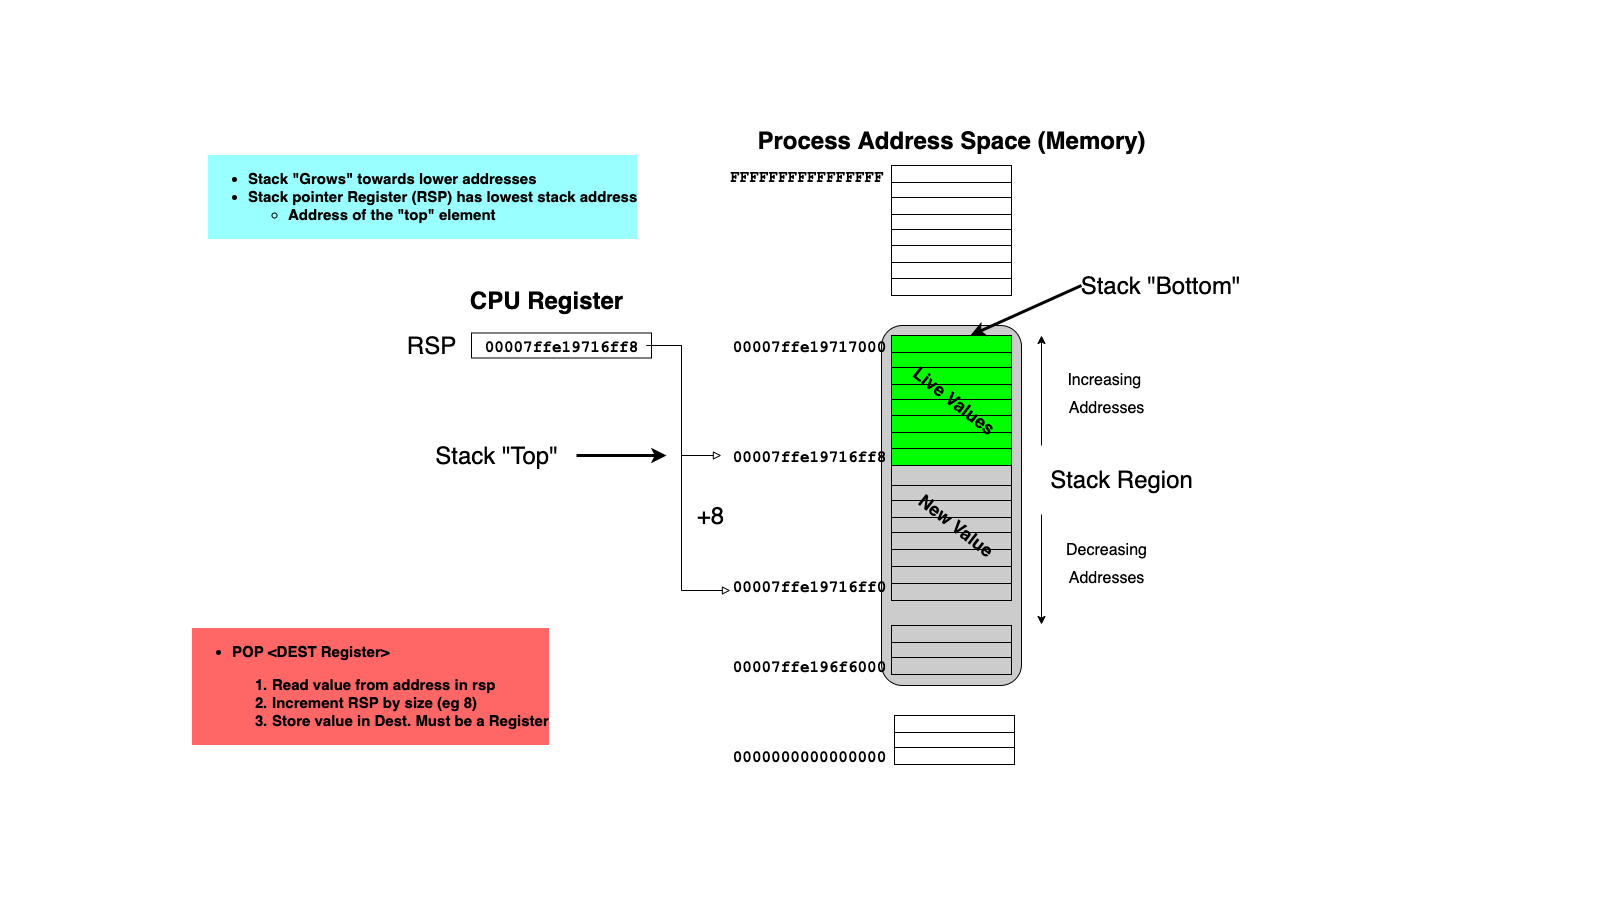 Process Address Space (Memory)
FFFFFFFFFFFFFFFF
• Stack "Grows" towards lower addresses
• Stack pointer Register (RSP) has lowest stack address
◦ Address of the "top" element
Stack "Bottom"
CPU Register
RSP
00007ffe19716ff8
00007ffe19717000
Live Values
Increasing
Addresses
Stack "Top"
00007ffe19716ff8
Stack Region
+8
New Value
Decreasing
Addresses
00007ffe19716ff0
• POP <DEST Register>
1. Read value from address in rsp
2. Increment RSP by size (eg 8)
3. Store value in Dest. Must be a Register
00007ffe196f6000
0000000000000000